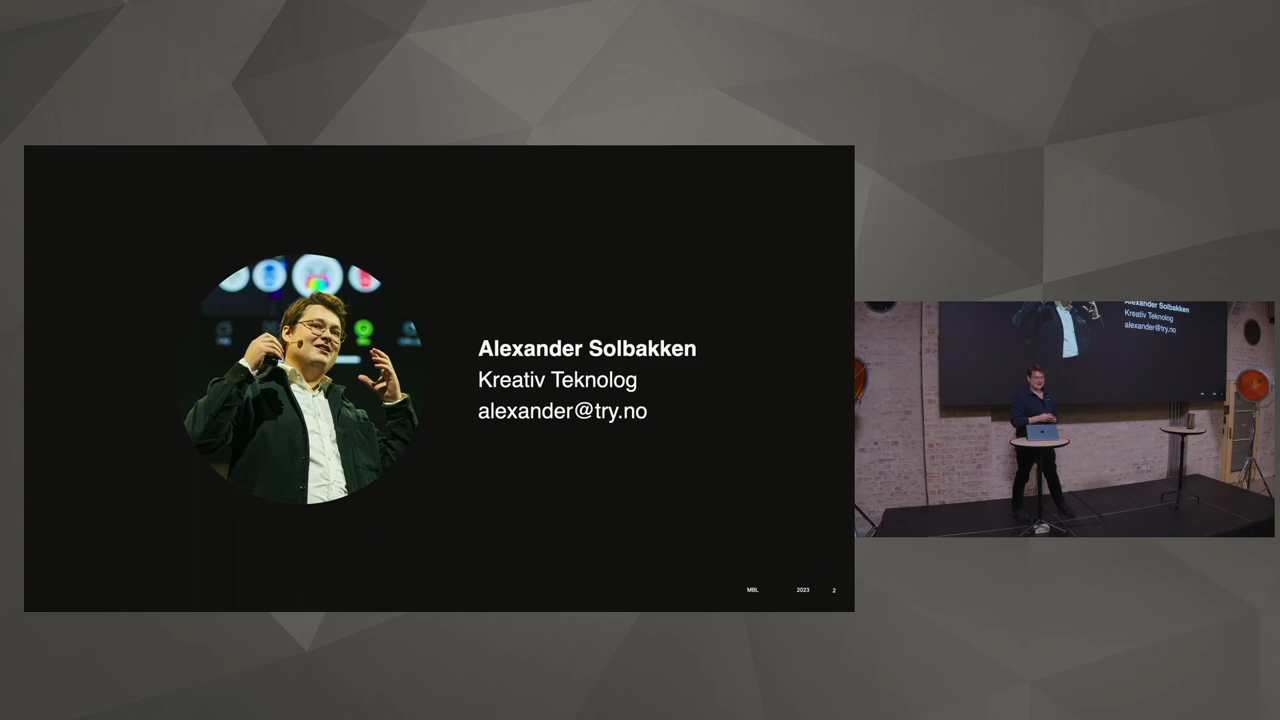 Alexander Solbakken
Kreativ Teknolog
alexander@try.no
MBL 2023 2
Alexander Solbakken
Kreativ Teknolog
alexander@try.no